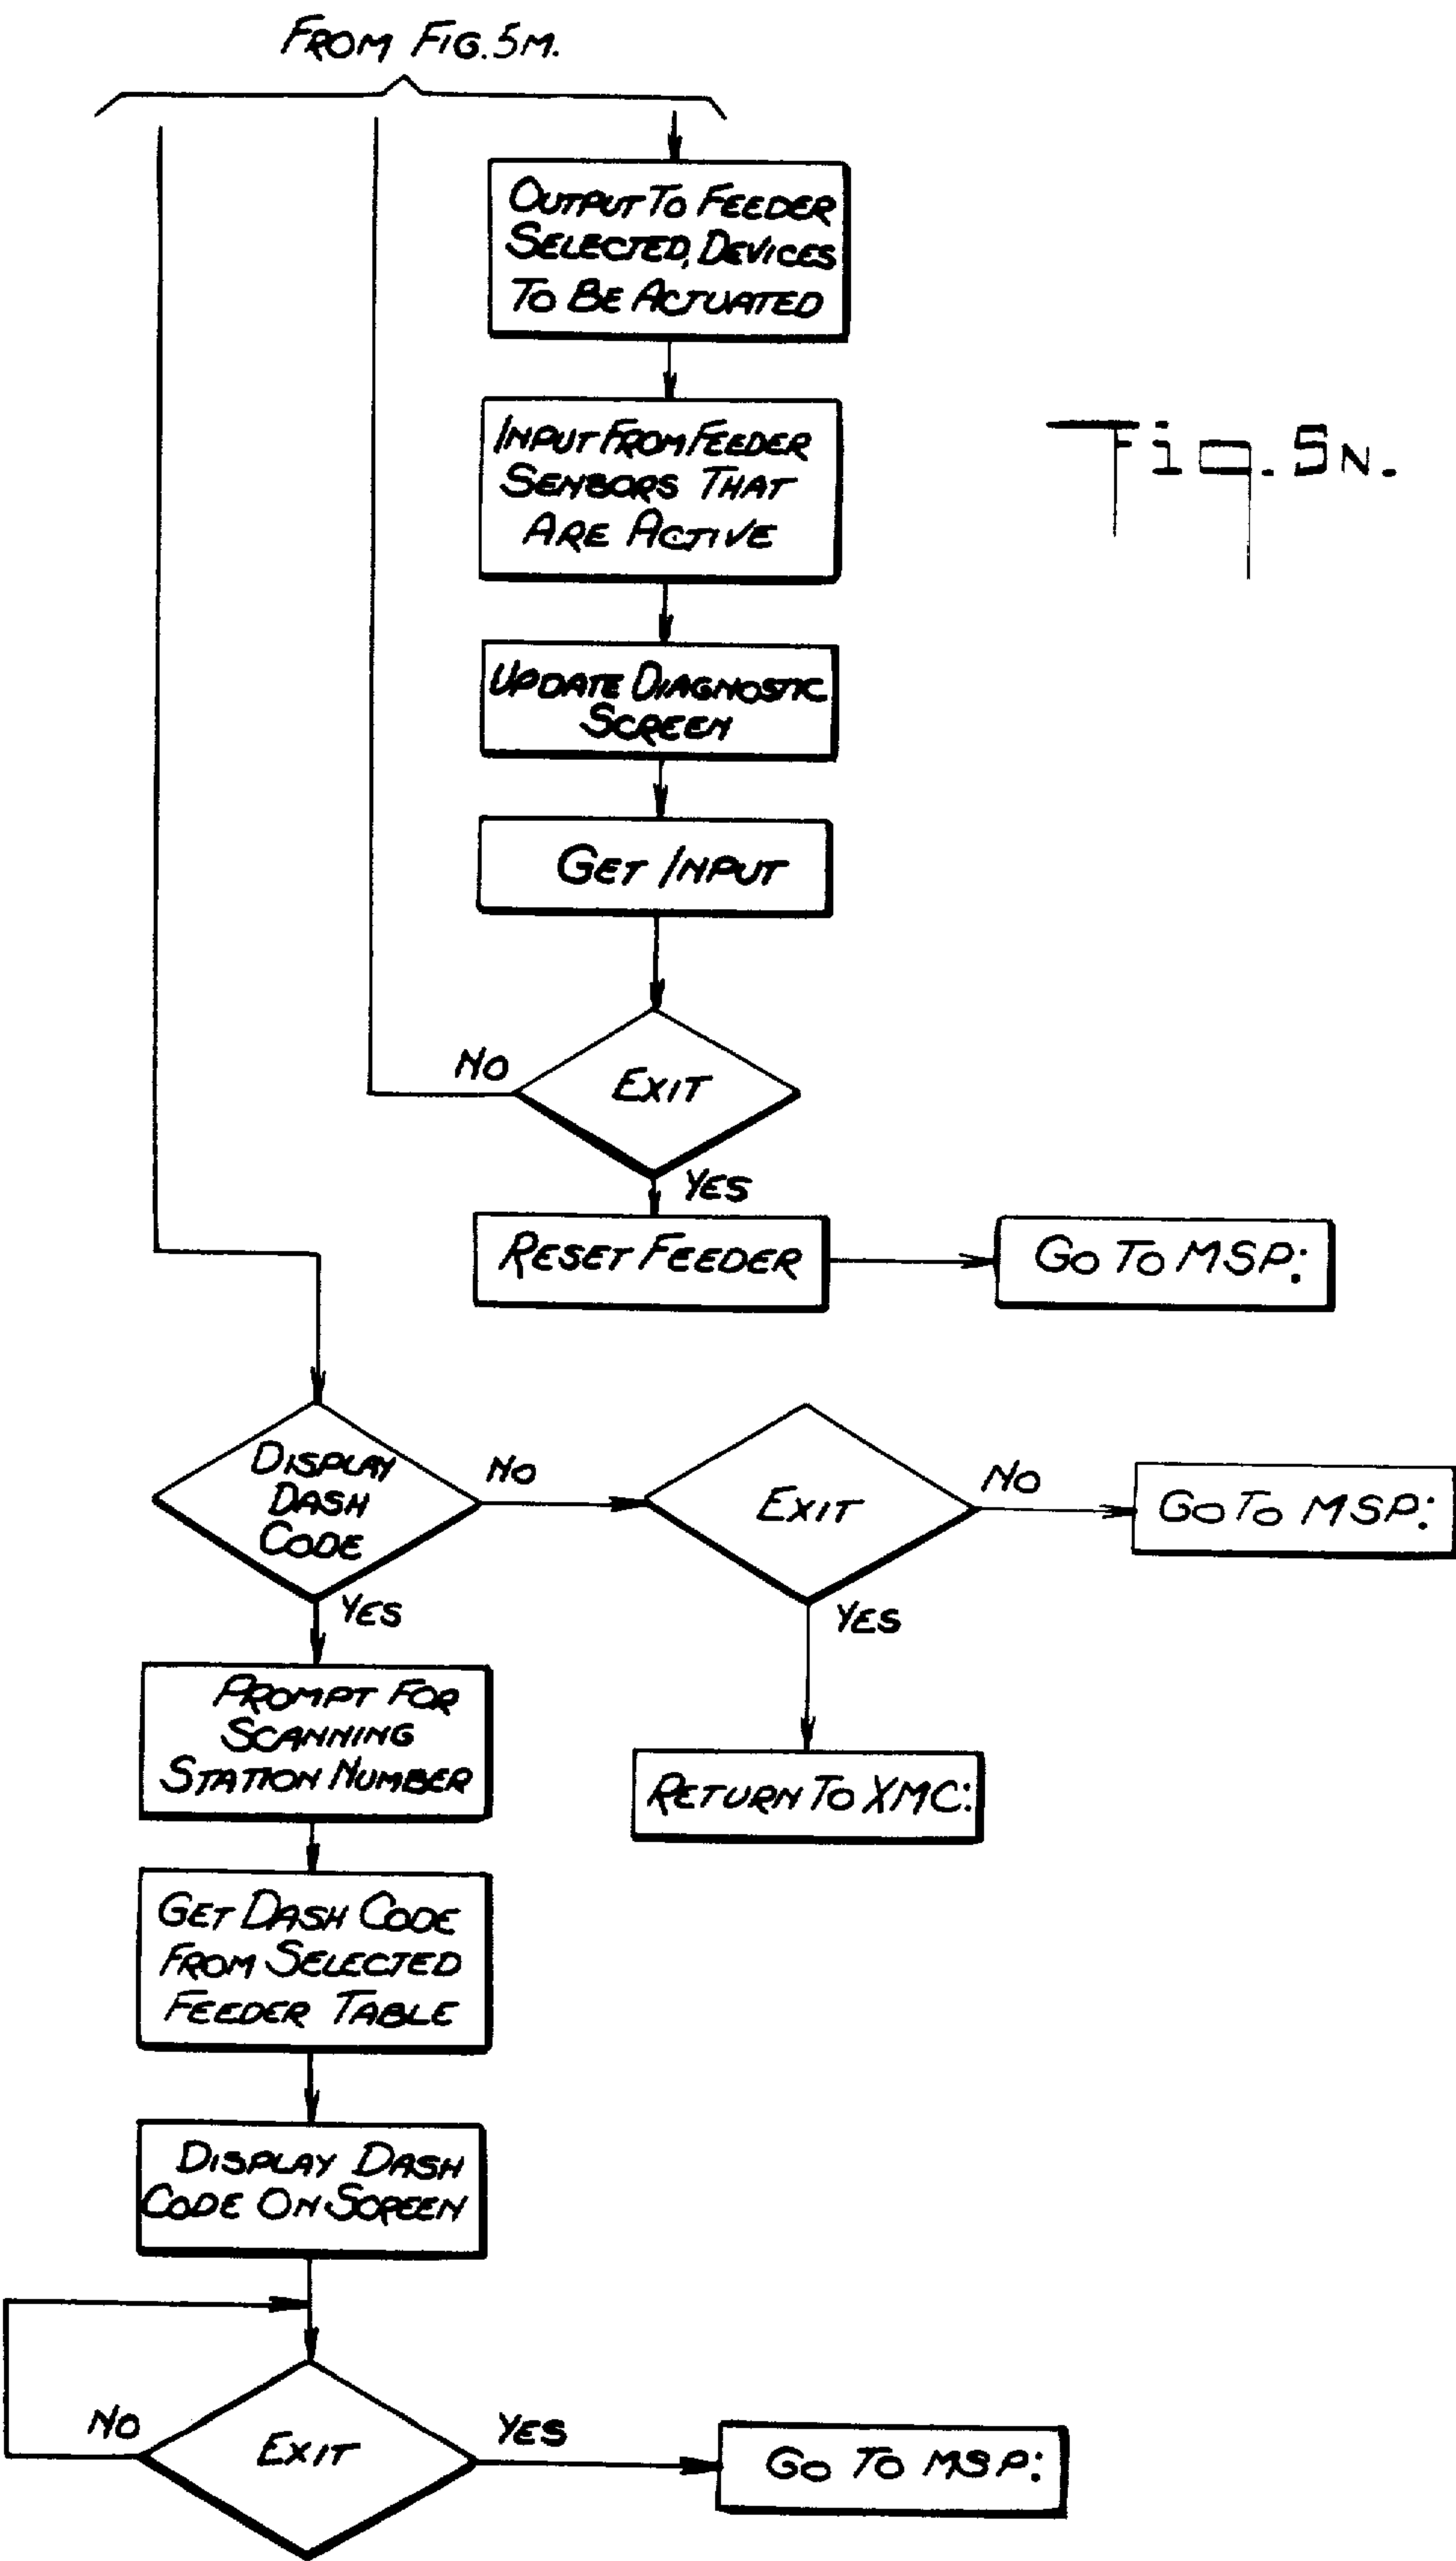 FROM FIG. 5M.
OUTPUT TO FEEDER
SELECTED, DEVICES
TO BE ACTUATED
INPUT FROM FEEDER
SENSORS THAT
ARE ACTIVE
Fig. 5N.
UPDATE DIAGNOSTIC
SCREEN
GET INPUT
NO
EXIT
YES
RESET FEEDER
GO TO MSP:
DISPLAY
DASH
CODE
NO
EXIT
NO
GO TO MSP:
YES
YES
PROMPT FOR
SCANNING
STATION NUMBER
RETURN TO XMC:
GET DASH CODE
FROM SELECTED
FEEDER TABLE
DISPLAY DASH
CODE ON SCREEN
NO
EXIT
YES
GO TO MSP: